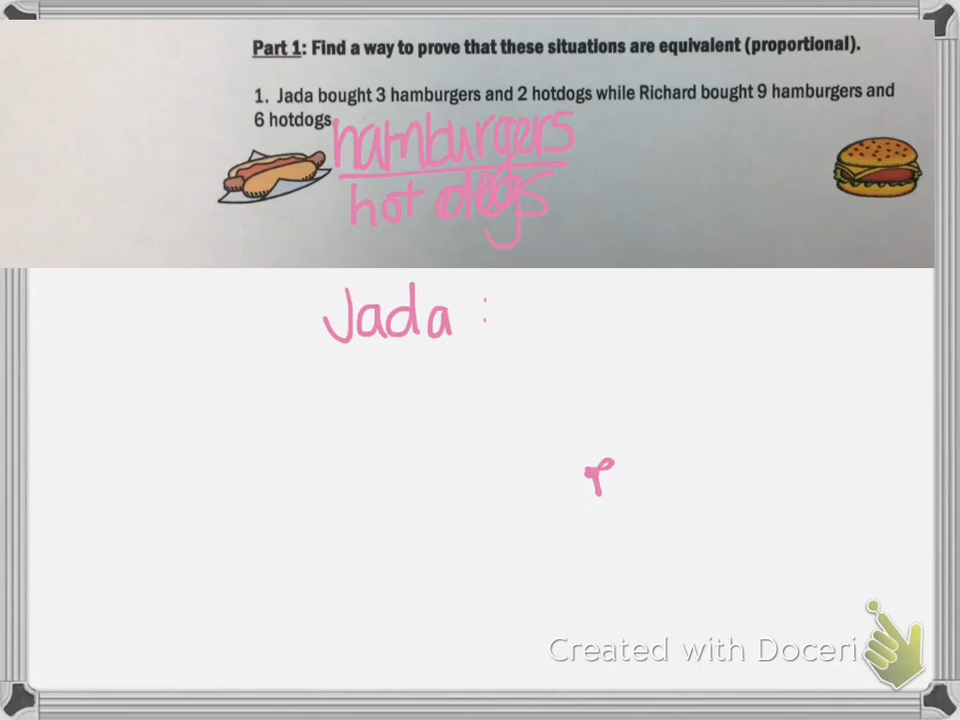 Part 1: Find a way to prove that these situations are equivalent (proportional).
1. Jada bought 3 hamburgers and 2 hotdogs while Richard bought 9 hamburgers and
6 hotdogs
hamburgers
hot dogs
Jada :
r
Created with Doceri